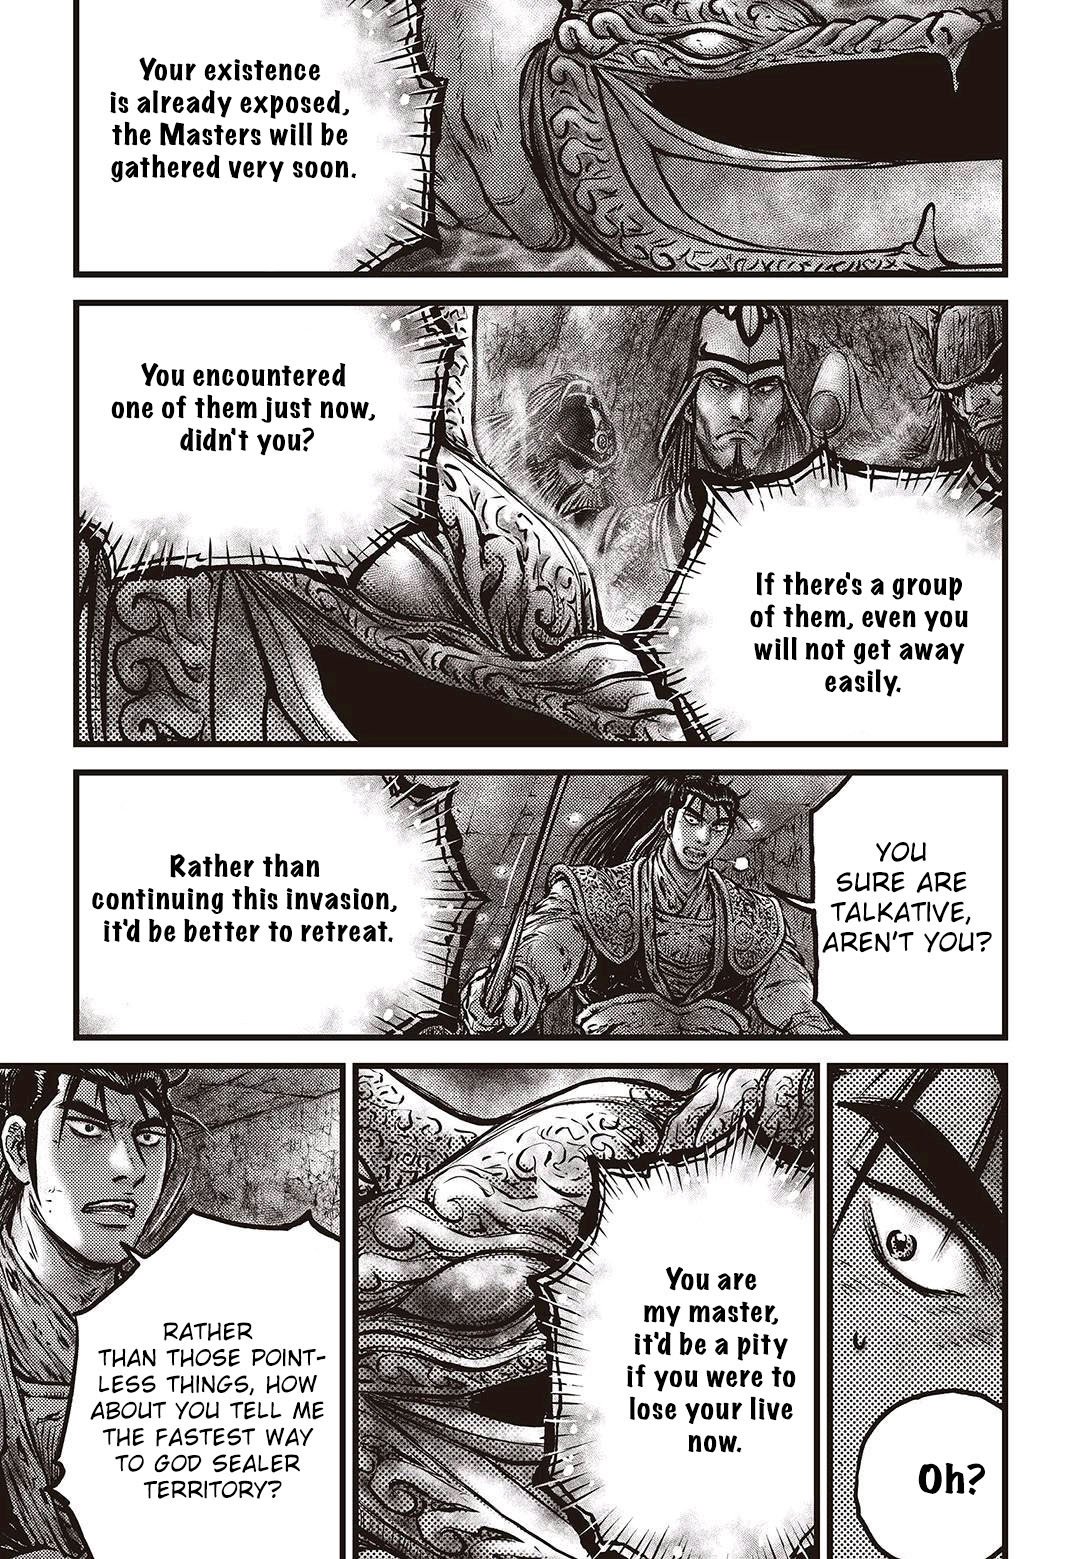 Your existence
is already exposed,
the Masters will be
gathered very soon.
You encountered
one of them just now,
didn't you?
If there's a group
of them, even you
will not get away
easily.
Rather than
continuing this invasion,
it'd be better to retreat.
YOU
SURE ARE
TALKATIVE,
AREN'T YOU?
RATHER
THAN THOSE POINT-
LESS THINGS, HOW
ABOUT YOU TELL ME
THE FASTEST WAY
TO GOD SEALER
TERRITORY?
You are
my master,
it'd be a pity
if you were to
lose your live
now.
Oh?